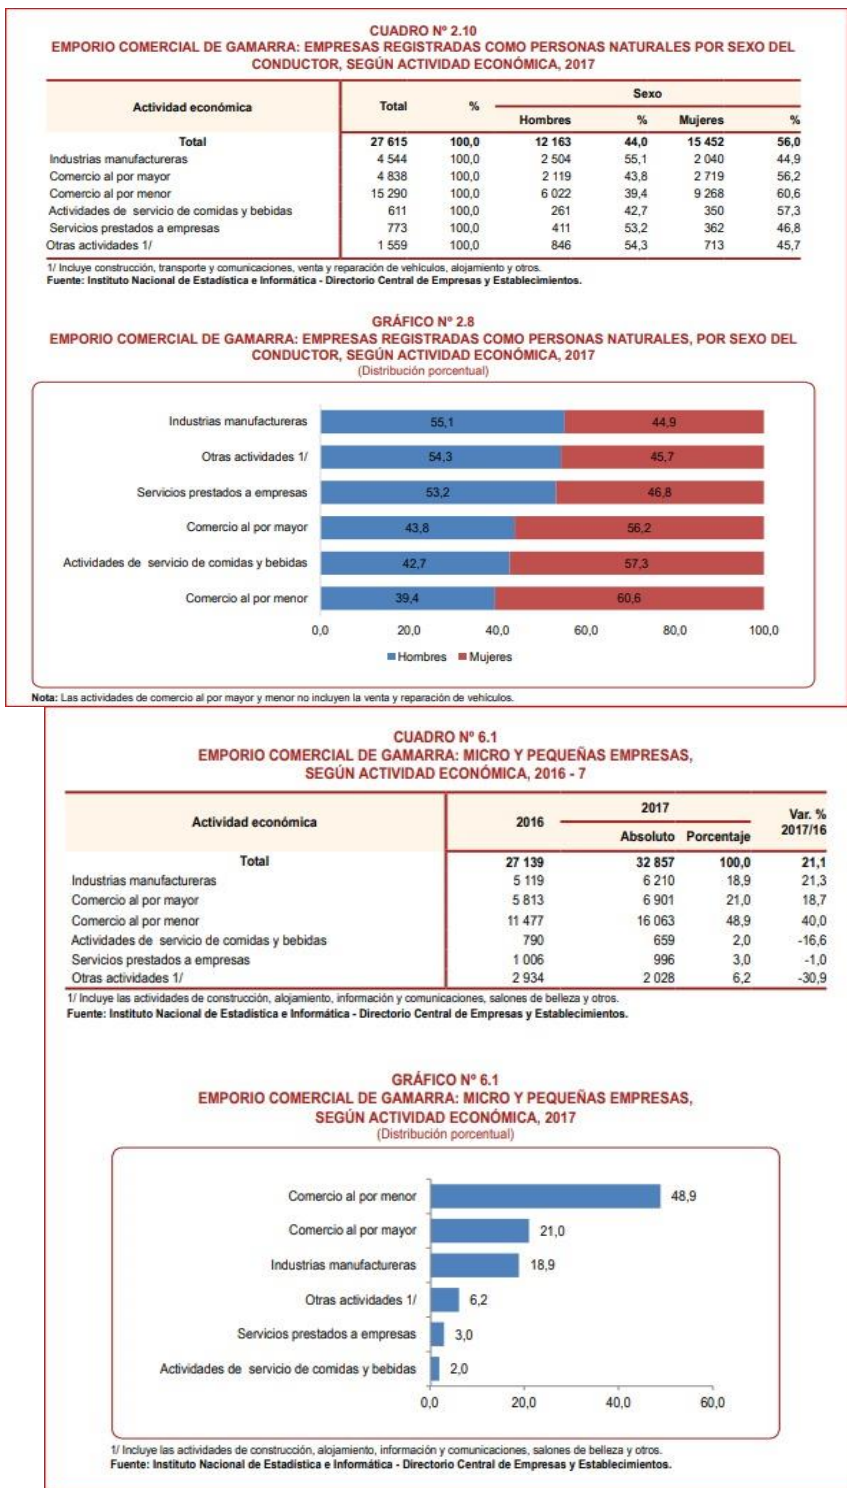 CUADRO Nº 2.10
EMPORIO COMERCIAL DE GAMARRA: EMPRESAS REGISTRADAS COMO PERSONAS NATURALES POR SEXO DEL
CONDUCTOR, SEGÚN ACTIVIDAD ECONÓMICA, 2017
Actividad económica Total % Sexo
Hombres % Mujeres %
Total 27 615 100,0 12 163 44,0 15 452 56,0
Industrias manufactureras 4 544 100,0 2 504 55,1 2 040 44,9
Comercio al por mayor 4 838 100,0 2 119 43,8 2 719 56,2
Comercio al por menor 15 290 100,0 6 022 39,4 9 268 60,6
Actividades de servicio de comidas y bebidas 611 100,0 261 42,7 350 57,3
Servicios prestados a empresas 773 100,0 411 53,2 362 46,8
Otras actividades 1/ 1 559 100,0 846 54,3 713 45,7
1/ Incluye construcción, transporte y comunicaciones, venta y reparación de vehículos, alojamiento y otros.
Fuente: Instituto Nacional de Estadística e Informática - Directorio Central de Empresas y Establecimientos.
GRÁFICO Nº 2.8
EMPORIO COMERCIAL DE GAMARRA: EMPRESAS REGISTRADAS COMO PERSONAS NATURALES, POR SEXO DEL
CONDUCTOR, SEGÚN ACTIVIDAD ECONÓMICA, 2017
(Distribución porcentual)
Industrias manufactureras 55,1 44,9
Otras actividades 1/ 54,3 45,7
Servicios prestados a empresas 53,2 46,8
Comercio al por mayor 43,8 56,2
Actividades de servicio de comidas y bebidas 42,7 57,3
Comercio al por menor 39,4 60,6
0,0 20,0 40,0 60,0 80,0 100,0
Hombres Mujeres
Nota: Las actividades de comercio al por mayor y menor no incluyen la venta y reparación de vehículos.
CUADRO Nº 6.1
EMPORIO COMERCIAL DE GAMARRA: MICRO Y PEQUEÑAS EMPRESAS,
SEGÚN ACTIVIDAD ECONÓMICA, 2016 - 7
Actividad económica 2016 2017 Var. % 2017/16
Absoluto Porcentaje
Total 27 139 32 857 100,0 21,1
Industrias manufactureras 5 119 6 210 18,9 21,3
Comercio al por mayor 5 813 6 901 21,0 18,7
Comercio al por menor 11 477 16 063 48,9 40,0
Actividades de servicio de comidas y bebidas 790 659 2,0 -16,6
Servicios prestados a empresas 1 006 996 3,0 -1,0
Otras actividades 1/ 2 934 2 028 6,2 -30,9
1/ Incluye las actividades de construcción, alojamiento, información y comunicaciones, salones de belleza y otros.
Fuente: Instituto Nacional de Estadística e Informática - Directorio Central de Empresas y Establecimientos.
GRÁFICO Nº 6.1
EMPORIO COMERCIAL DE GAMARRA: MICRO Y PEQUEÑAS EMPRESAS,
SEGÚN ACTIVIDAD ECONÓMICA, 2017
(Distribución porcentual)
Comercio al por menor 48,9
Comercio al por mayor 21,0
Industrias manufactureras 18,9
Otras actividades 1/ 6,2
Servicios prestados a empresas 3,0
Actividades de servicio de comidas y bebidas 2,0
0,0 20,0 40,0 60,0
1/ Incluye las actividades de construcción, alojamiento, información y comunicaciones, salones de belleza y otros.
Fuente: Instituto Nacional de Estadística e Informática - Directorio Central de Empresas y Establecimientos.